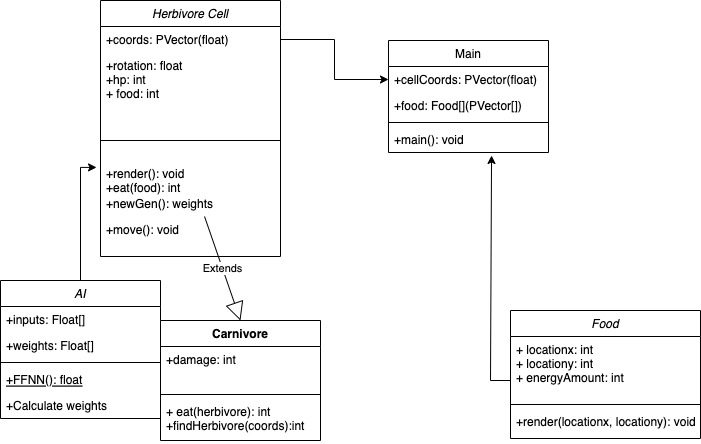 Herbivore Cell
+coords: PVector(float)
+rotation: float
+hp: int
+ food: int
+render(): void
+eat(food): int
+newGen(): weights
+move(): void
Main
+cellCoords: PVector(float)
+food: Food[](PVector[])
+main(): void
Extends
AI
+inputs: Float[]
+weights: Float[]
+FFNN(): float
+Calculate weights
Carnivore
+damage: int
+ eat(herbivore): int
+findHerbivore(coords):int
Food
+ locationx: int
+ locationy: int
+ energyAmount: int
+render(locationx, locationy): void